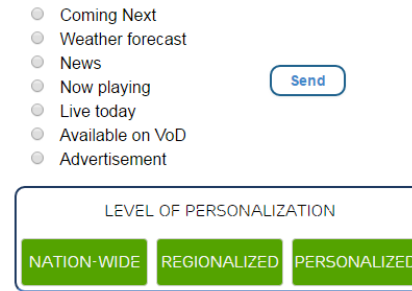 Coming Next
Weather forecast
News
Now playing
Live today
Available on VoD
Advertisement
Send
LEVEL OF PERSONALIZATION
NATION-WIDE REGIONALIZED PERSONALIZED